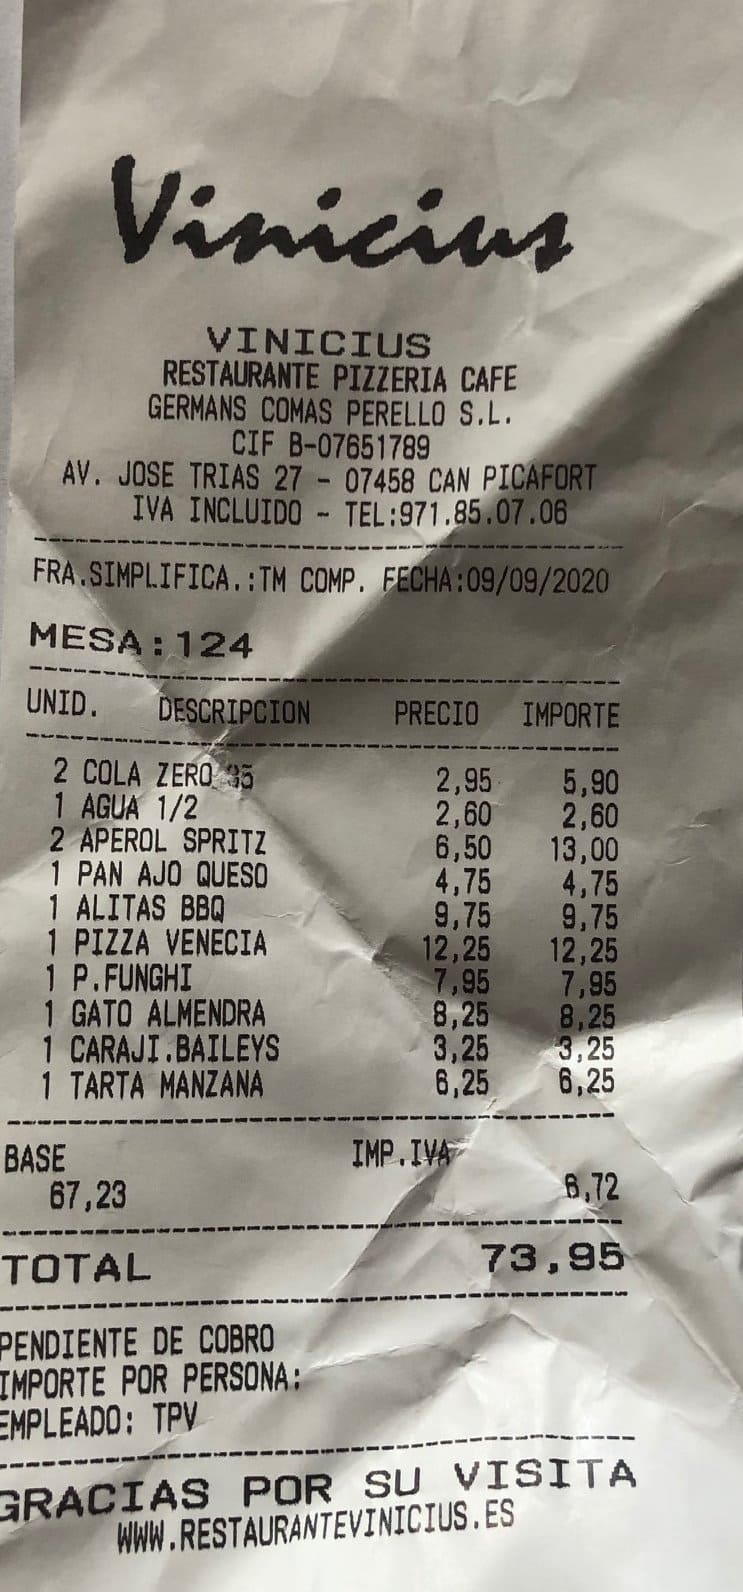 Vinicius
VINICIUS
RESTAURANTE PIZZERIA CAFE
GERMANS COMAS PERELLO S.L.
CIF B-07651789
AV. JOSE TRIAS 27 - 07458 CAN PICAFORT
IVA INCLUIDO - TEL:971.85.07.06
FRA.SIMPLIFICA.:TM COMP. FECHA:09/09/2020
MESA:124
UNID. DESCRIPCION PRECIO IMPORTE
2 COLA ZERO 2,95 5,90
1 AGUA 1/2 2,60 2,60
2 APEROL SPRITZ 6,50 13,00
1 PAN AJO QUESO 4,75 4,75
1 ALITAS BBQ 9,75 9,75
1 PIZZA VENECIA 12,25 12,25
1 P.FUNGHI 7,95 7,95
1 GATO ALMENDRA 8,25 8,25
1 CARAJI.BAILEYS 3,25 3,25
1 TARTA MANZANA 6,25 6,25
BASE IMP.IVA
67,23 6,72
TOTAL 73,95
PENDIENTE DE COBRO
IMPORTE POR PERSONA:
EMPLEADO: TPV
GRACIAS POR SU VISITA
WWW.RESTAURANTEVINICIUS.ES